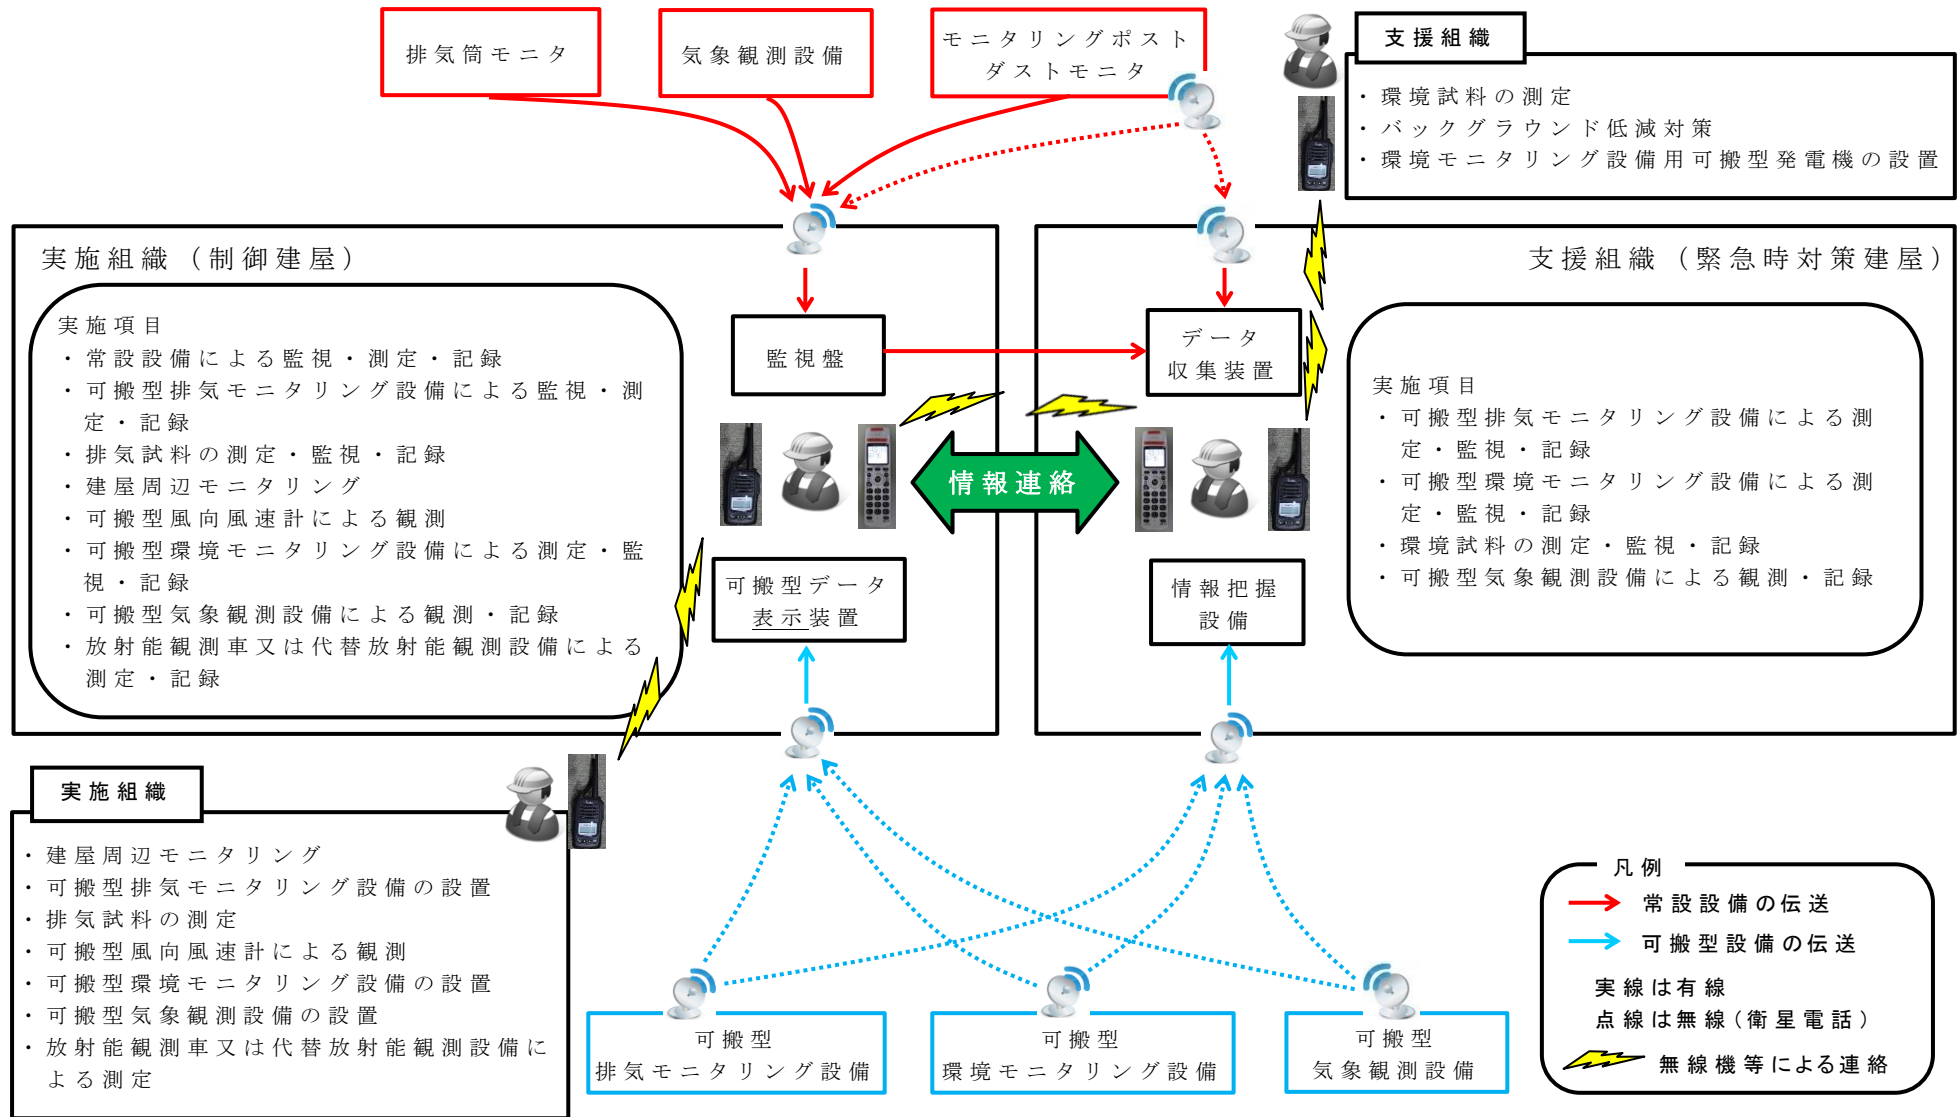 排気筒モニタ
気象観測設備
モニタリングポスト
ダストモニタ
支援組織
・環境試料の測定
・バックグラウンド低減対策
・環境モニタリング設備用可搬型発電機の設置
実施組織（制御建屋）
実施項目
・常設設備による監視・測定・記録
・可搬型排気モニタリング設備による監視・測
定・記録
・排気試料の測定・監視・記録
・建屋周辺モニタリング
・可搬型風向風速計による観測
・可搬型環境モニタリング設備による測定・監
視・記録
・可搬型気象観測設備による観測・記録
・放射能観測車又は代替放射能観測設備による
測定・記録
監視盤
可搬型データ
表示装置
情報連絡
支援組織（緊急時対策建屋）
データ
収集装置
情報把握
設備
実施項目
・可搬型排気モニタリング設備による測
定・監視・記録
・可搬型環境モニタリング設備による測
定・監視・記録
・環境試料の測定・監視・記録
・可搬型気象観測設備による観測・記録
実施組織
・建屋周辺モニタリング
・可搬型排気モニタリング設備の設置
・排気試料の測定
・可搬型風向風速計による観測
・可搬型環境モニタリング設備の設置
・可搬型気象観測設備の設置
・放射能観測車又は代替放射能観測設備に
よる測定
可搬型
排気モニタリング設備
可搬型
環境モニタリング設備
可搬型
気象観測設備
凡例
常設設備の伝送
可搬型設備の伝送
実線は有線
点線は無線(衛星電話)
無線機等による連絡